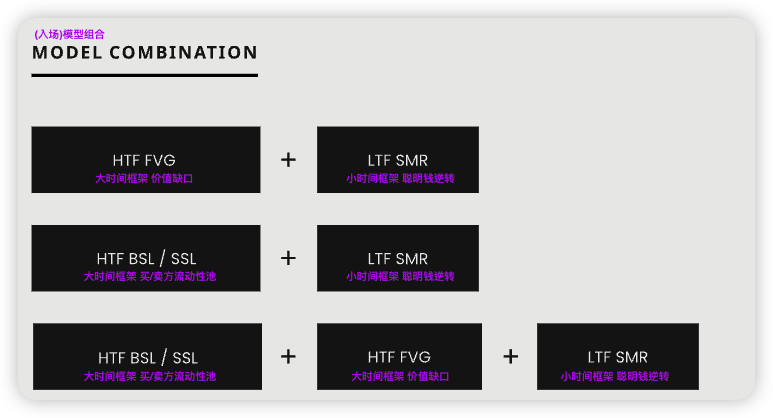 (入场)模型组合
MODEL COMBINATION
HTF FVG + LTF SMR
大时间框架 价值缺口 小时间框架 聪明钱逆转
HTF BSL / SSL + LTF SMR
大时间框架 买/卖方流动性池 小时间框架 聪明钱逆转
HTF BSL / SSL + HTF FVG + LTF SMR
大时间框架 买/卖方流动性池 大时间框架 价值缺口 小时间框架 聪明钱逆转